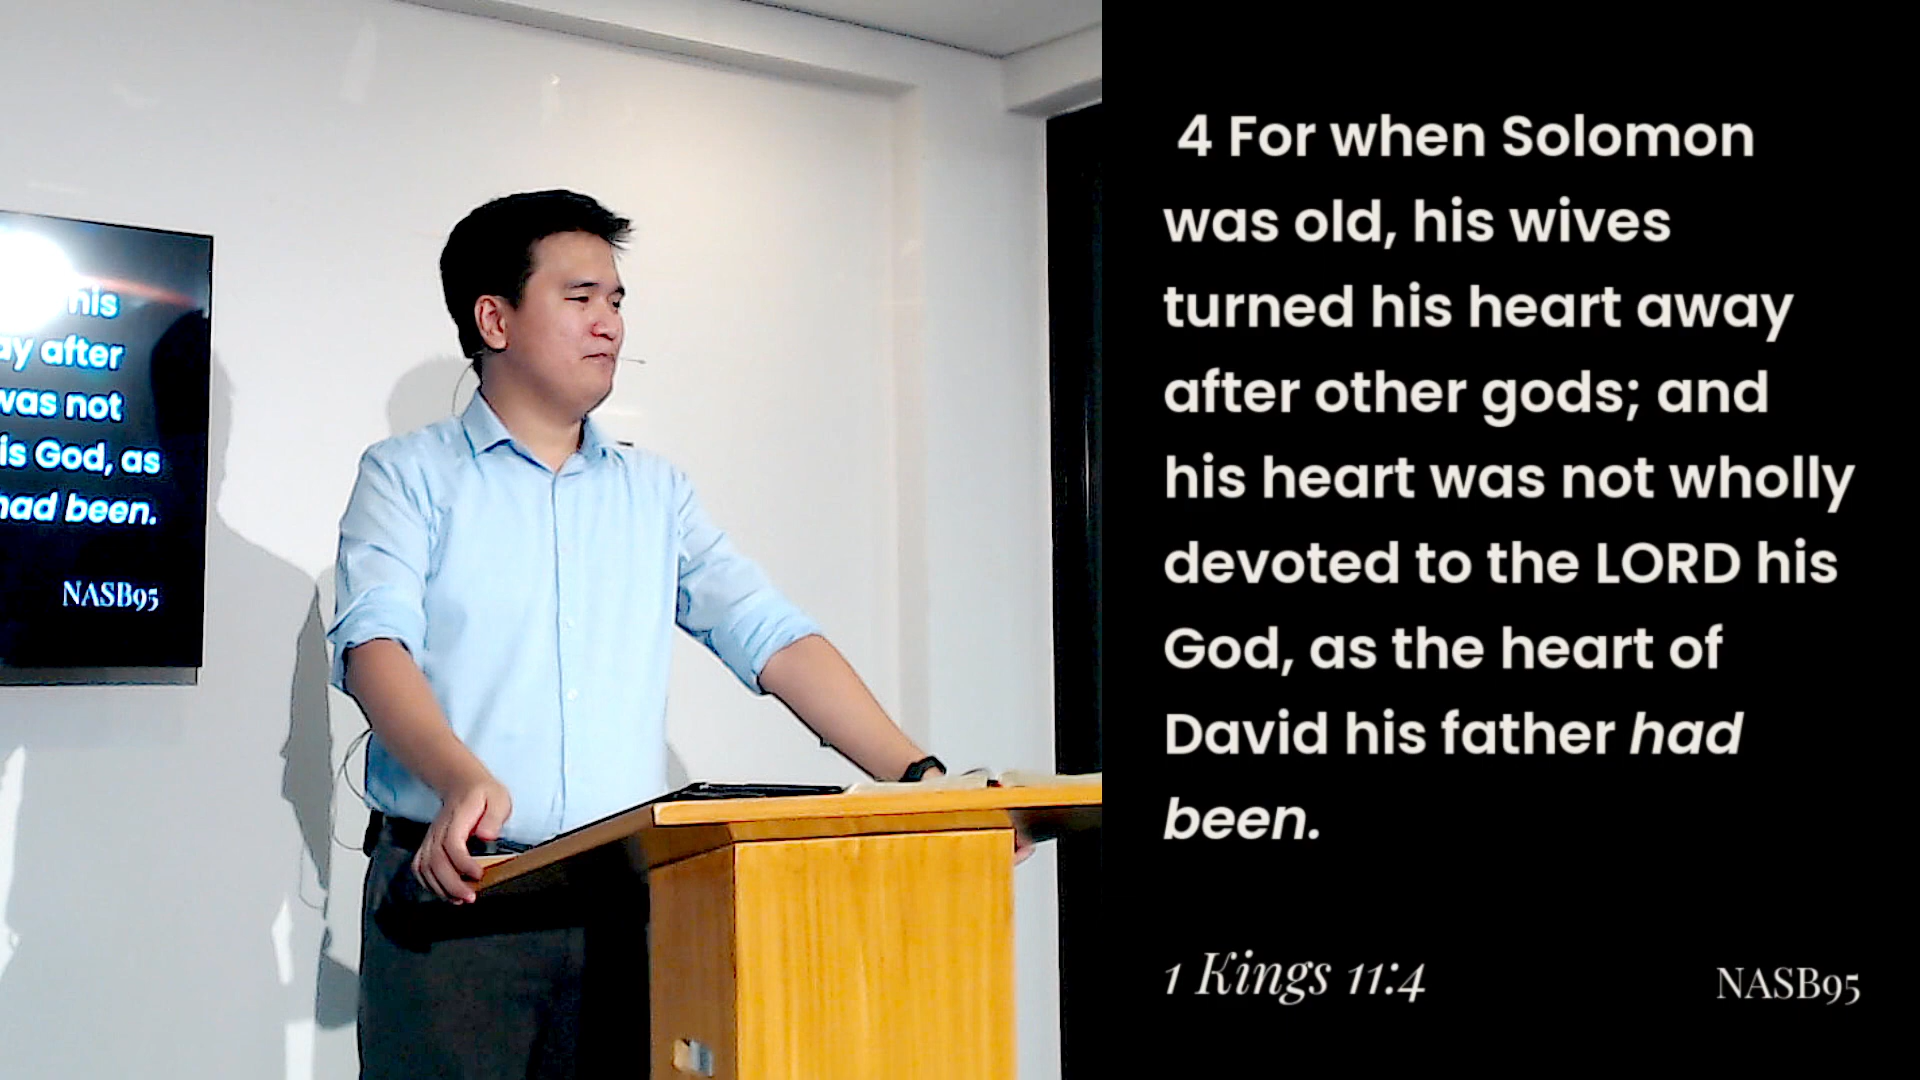 his
ay after
was not
is God, as
had been.
NASB95
4 For when Solomon
was old, his wives
turned his heart away
after other gods; and
his heart was not wholly
devoted to the LORD his
God, as the heart of
David his father had
been.
1 Kings 11:4
NASB95